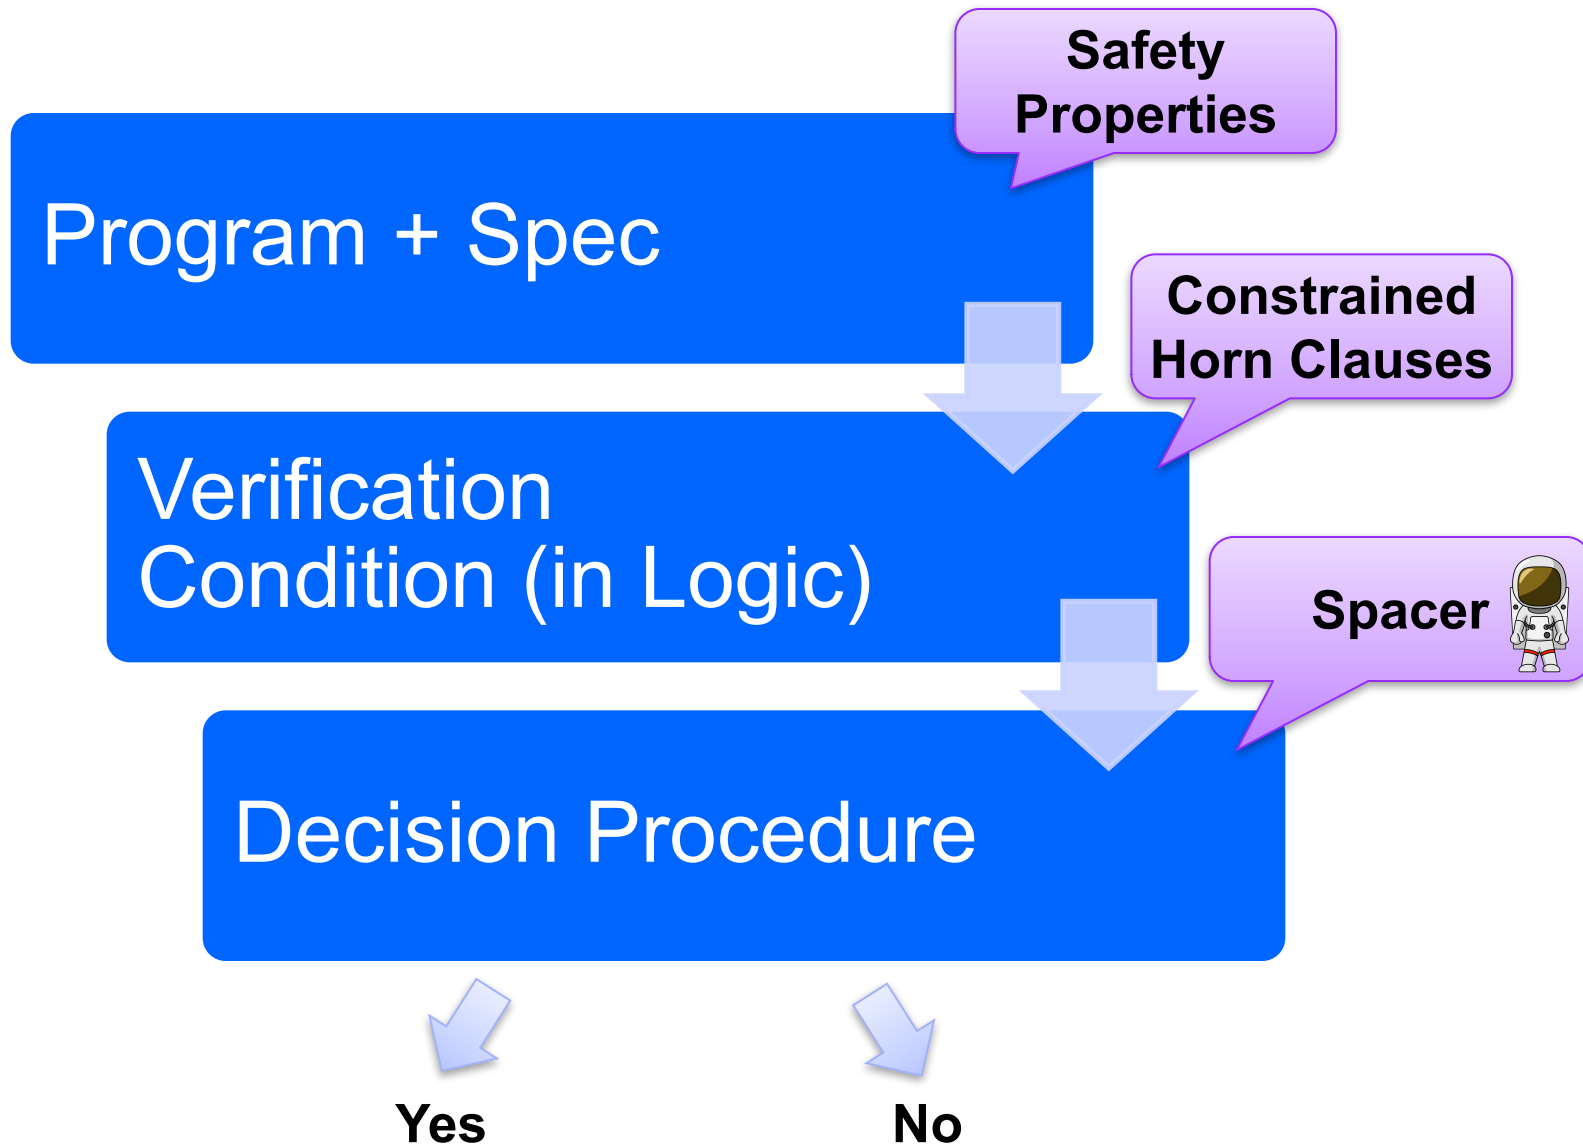 Safety
Properties
Program + Spec
Constrained
Horn Clauses
Verification
Condition (in Logic)
Spacer
Decision Procedure
Yes
No